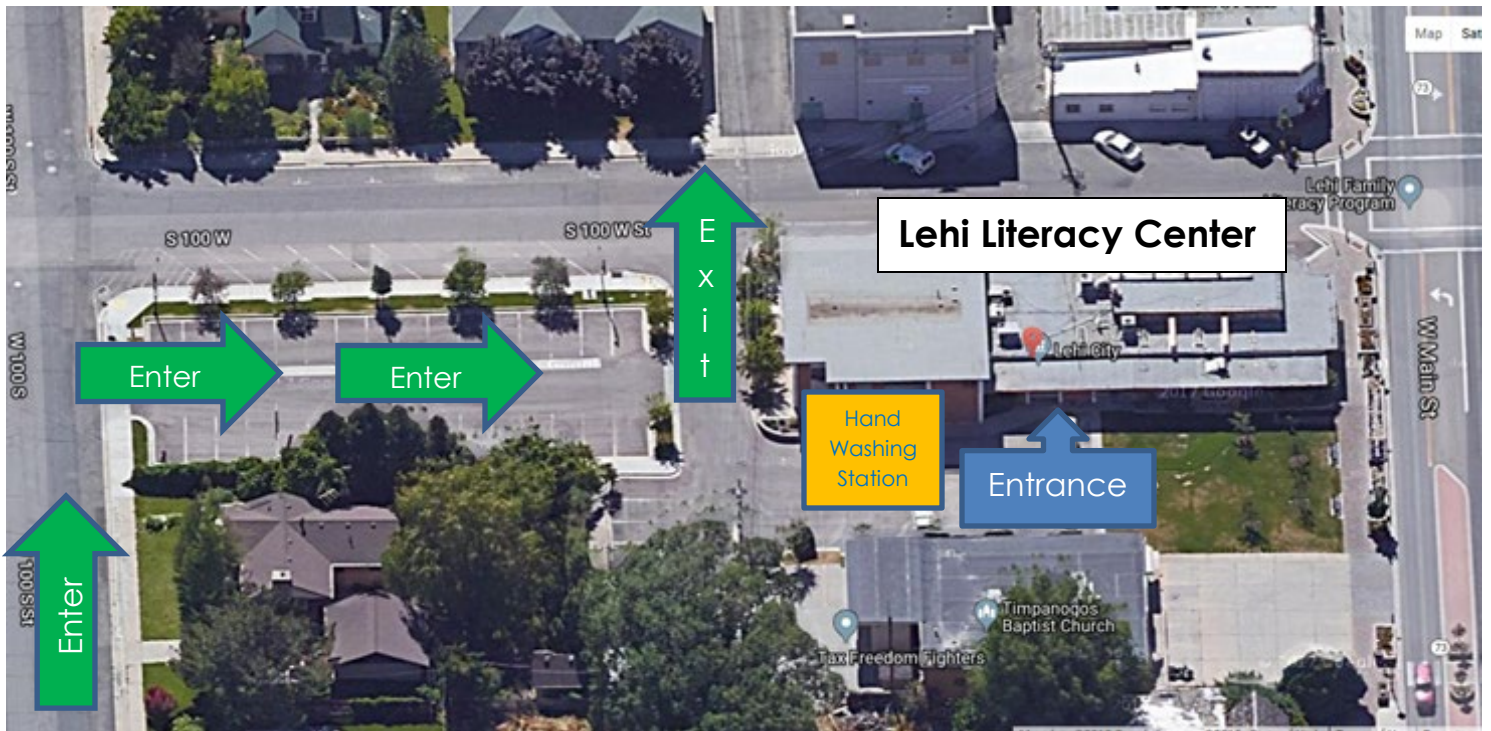 Map
Sat
73
Lehi Family
Literacy Program
Lehi Literacy Center
S 100 W
S 100 W St
Exit
W 100 S
Enter
Enter
Lehi City
W Main St
Hand
Washing
Station
Entrance
100 S St
Enter
Timpanogos
Baptist Church
Tax Freedom Fighters
73